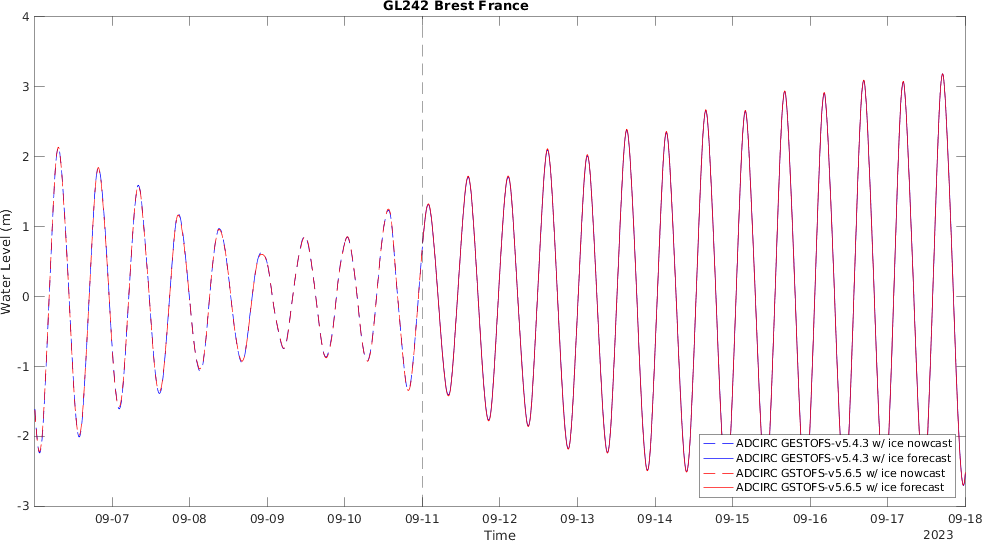 GL242 Brest France
4
3
2
1
0
-1
-2
-3
Water Level (m)
ADCIRC GESTOFS-v5.4.3 w/ ice nowcast
ADCIRC GESTOFS-v5.4.3 w/ ice forecast
ADCIRC GSTOFS-v5.6.5 w/ ice nowcast
ADCIRC GSTOFS-v5.6.5 w/ ice forecast
09-07 09-08 09-09 09-10 09-11 09-12 09-13 09-14 09-15 09-16 09-17 09-18
Time
2023